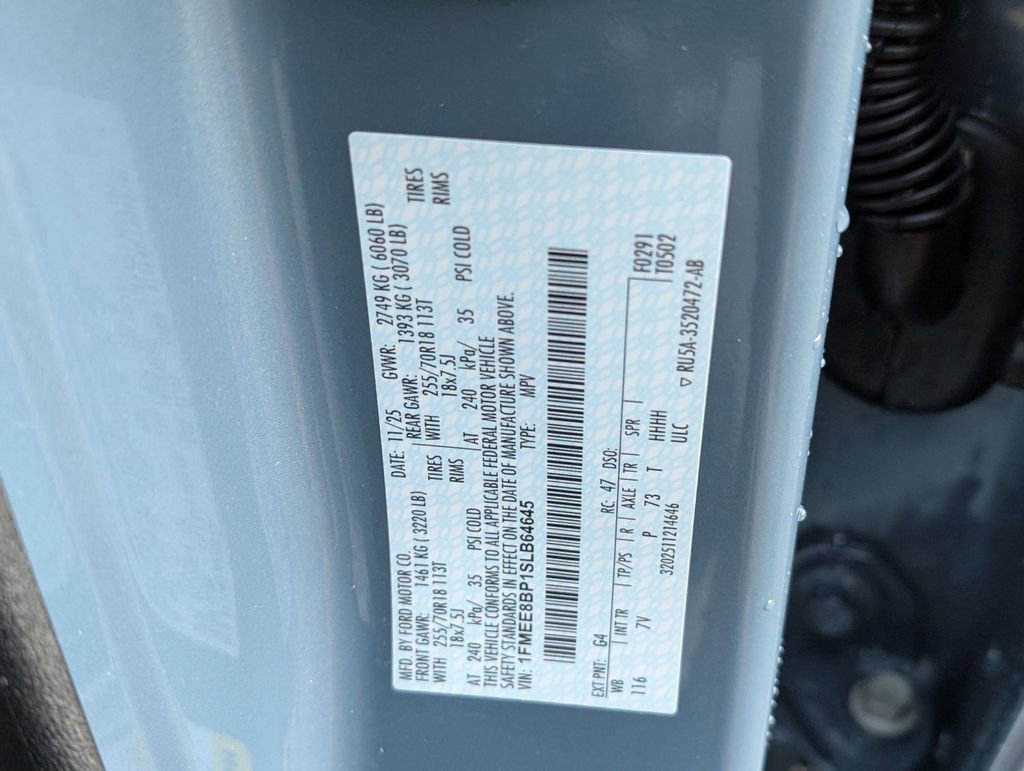 MFD. BY FORD MOTOR CO.
DATE: 11/25 GVWR: 2749 KG ( 6060 LB)
FRONT GAWR: 1461 KG ( 3220 LB) REAR GAWR: 1393 KG ( 3070 LB)
WITH 255/70R18 113T TIRES WITH 255/70R18 113T TIRES
18x7.5J RIMS 18x7.5J RIMS
AT 240 kPa/ 35 PSI COLD AT 240 kPa/ 35 PSI COLD
THIS VEHICLE CONFORMS TO ALL APPLICABLE FEDERAL MOTOR VEHICLE
SAFETY STANDARDS IN EFFECT ON THE DATE OF MANUFACTURE SHOWN ABOVE.
VIN: 1FMEE8BP1SLB64645 TYPE: MPV
EXT PNT: G4 RC: 47 DSO: F0291
WB | INT TR | TP/PS | R | AXLE | TR | SPR | T0502
116 7V P 73 T HHHH
3202511214646 ULC ▽ RU5A-3520472-AB